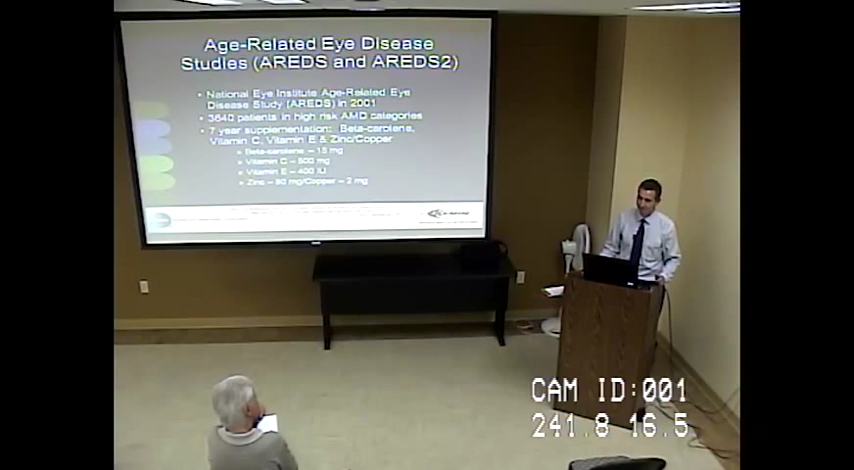 Age-Related Eye Disease
Studies (AREDS and AREDS2)
• National Eye Institute Age-Related Eye
Disease Study (AREDS) in 2001
• 3640 patients in high risk AMD categories
• 7 year supplementation: Beta-carotene,
Vitamin C, Vitamin E & Zinc/Copper
• Beta-carotene – 15 mg
• Vitamin C – 500 mg
• Vitamin E – 400 IU
• Zinc – 80 mg/Copper – 2 mg
CAM ID:001
241.8 16.5